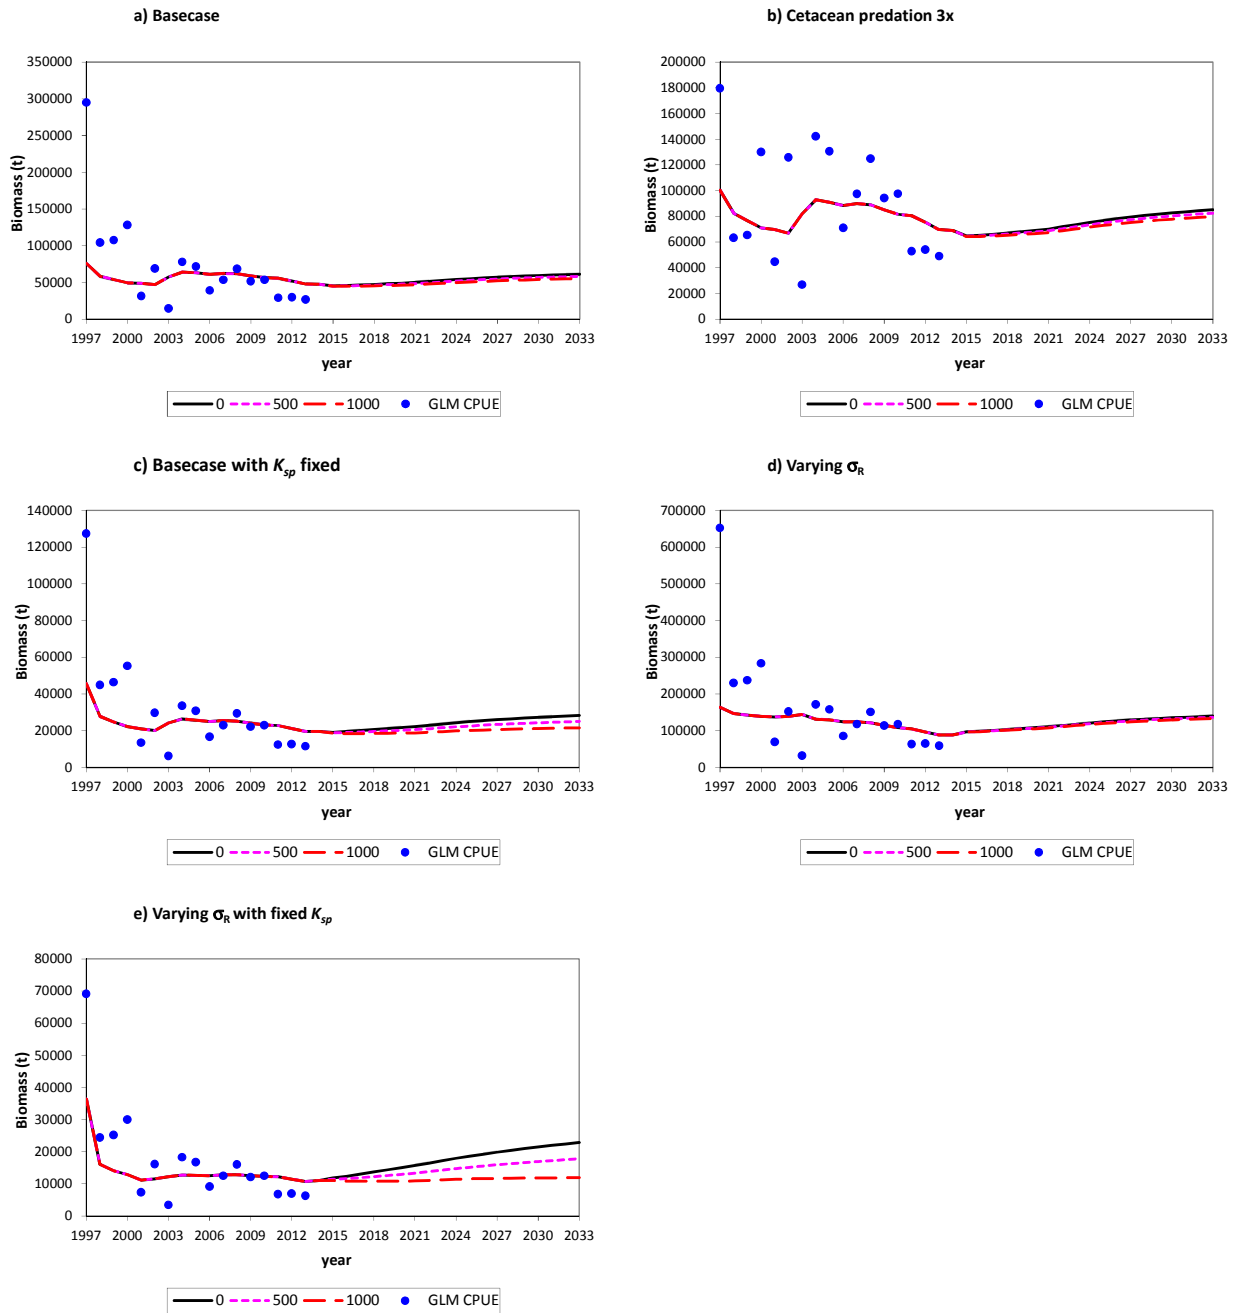 a) Basecase
350000
300000
250000
200000
150000
100000
50000
0
Biomass (t)
1997 2000 2003 2006 2009 2012 2015 2018 2021 2024 2027 2030 2033
year
0 500 1000 GLM CPUE
b) Cetacean predation 3x
200000
180000
160000
140000
120000
100000
80000
60000
40000
20000
0
Biomass (t)
1997 2000 2003 2006 2009 2012 2015 2018 2021 2024 2027 2030 2033
year
0 500 1000 GLM CPUE
c) Basecase with Ksp fixed
140000
120000
100000
80000
60000
40000
20000
0
Biomass (t)
1997 2000 2003 2006 2009 2012 2015 2018 2021 2024 2027 2030 2033
year
0 500 1000 GLM CPUE
d) Varying σR
700000
600000
500000
400000
300000
200000
100000
0
Biomass (t)
1997 2000 2003 2006 2009 2012 2015 2018 2021 2024 2027 2030 2033
year
0 500 1000 GLM CPUE
e) Varying σR with fixed Ksp
80000
70000
60000
50000
40000
30000
20000
10000
0
Biomass (t)
1997 2000 2003 2006 2009 2012 2015 2018 2021 2024 2027 2030 2033
year
0 500 1000 GLM CPUE